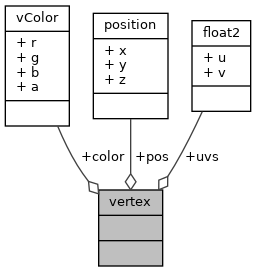 vColor
+ r
+ g
+ b
+ a
position
+ x
+ y
+ z
float2
+ u
+ v
+color
+pos
+uvs
vertex